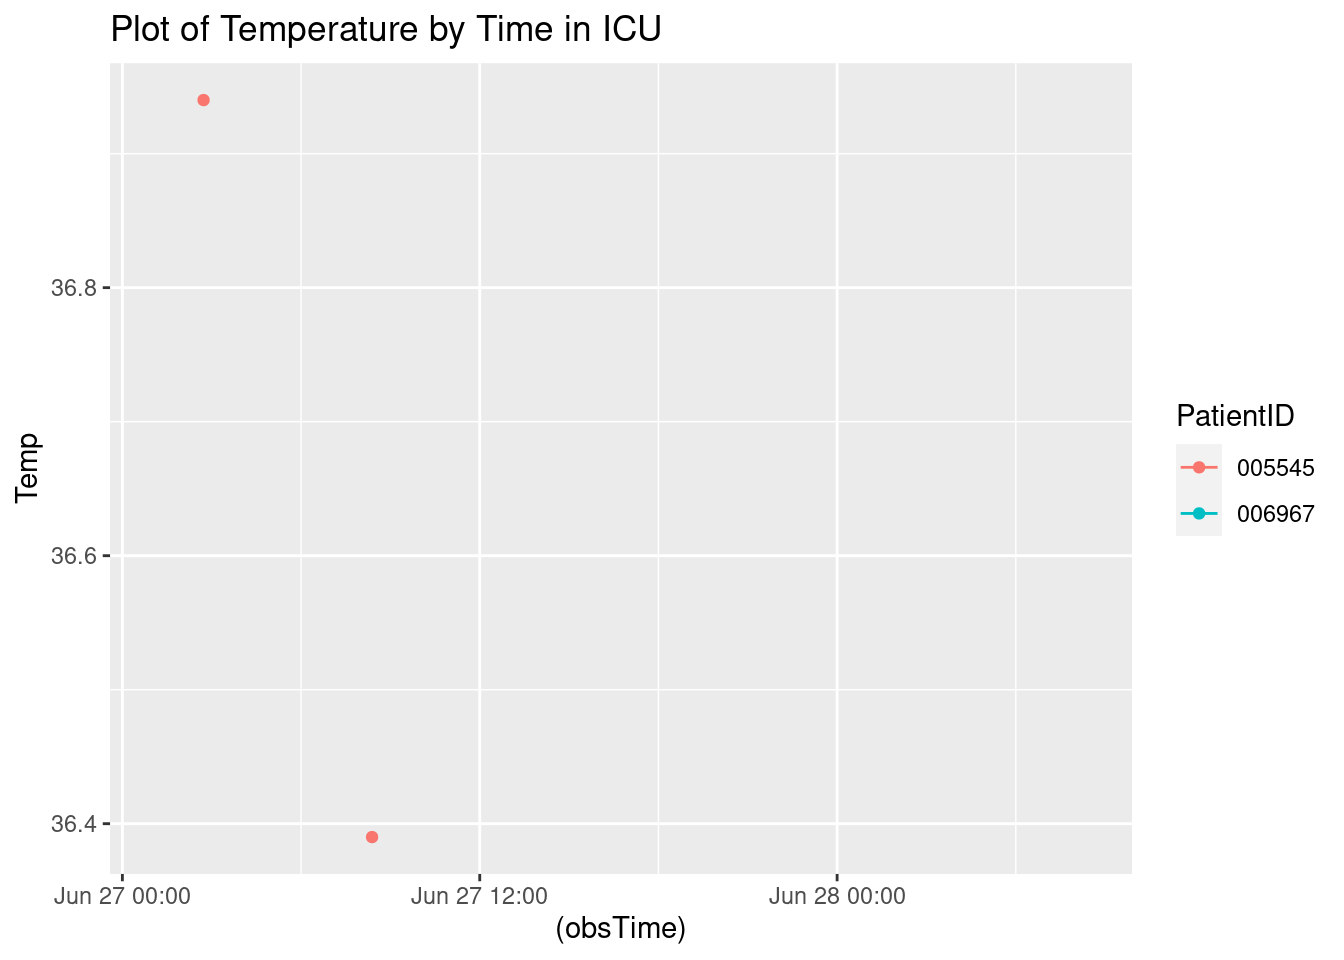 Plot of Temperature by Time in ICU
36.8
36.6
36.4
Temp
Jun 27 00:00
Jun 27 12:00
Jun 28 00:00
(obsTime)
PatientID
005545
006967